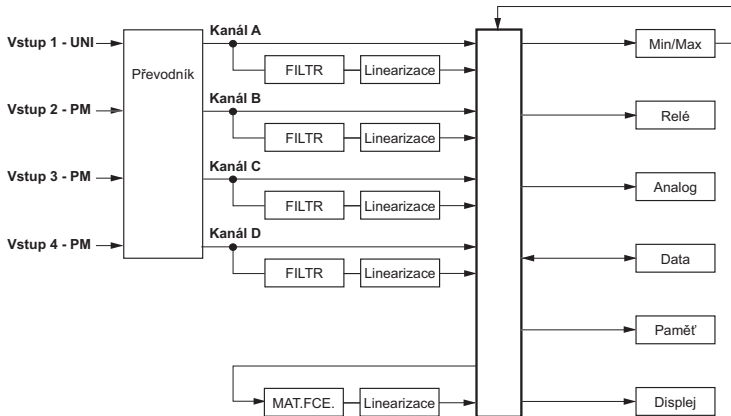 Kanál A
Vstup 1 - UNI
Min/Max
Převodník
FILTR
Linearizace
Kanál B
Vstup 2 - PM
Relé
FILTR
Linearizace
Kanál C
Vstup 3 - PM
Analog
FILTR
Linearizace
Kanál D
Vstup 4 - PM
Data
FILTR
Linearizace
Paměť
MAT.FCE.
Linearizace
Displej